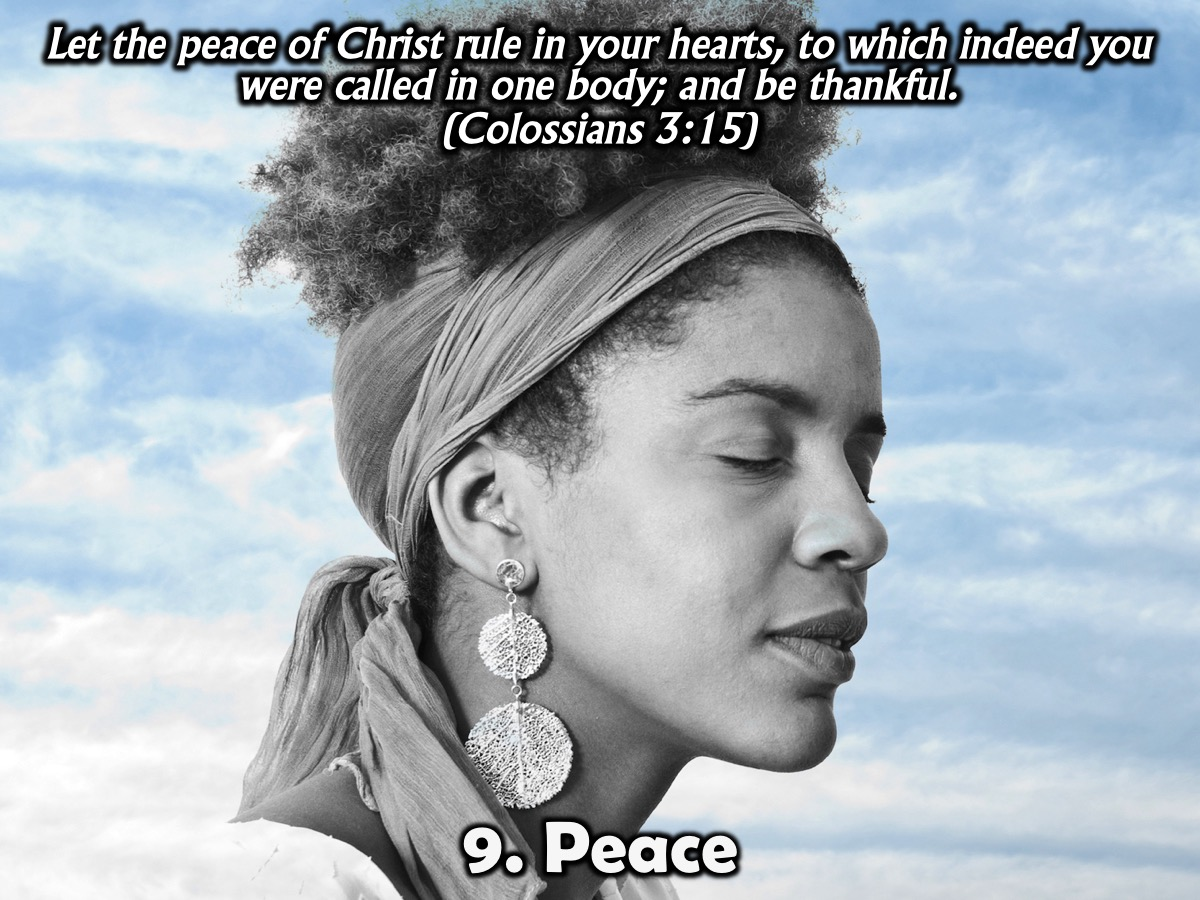 Let the peace of Christ rule in your hearts, to which indeed you
were called in one body; and be thankful.
(Colossians 3:15)
9. Peace